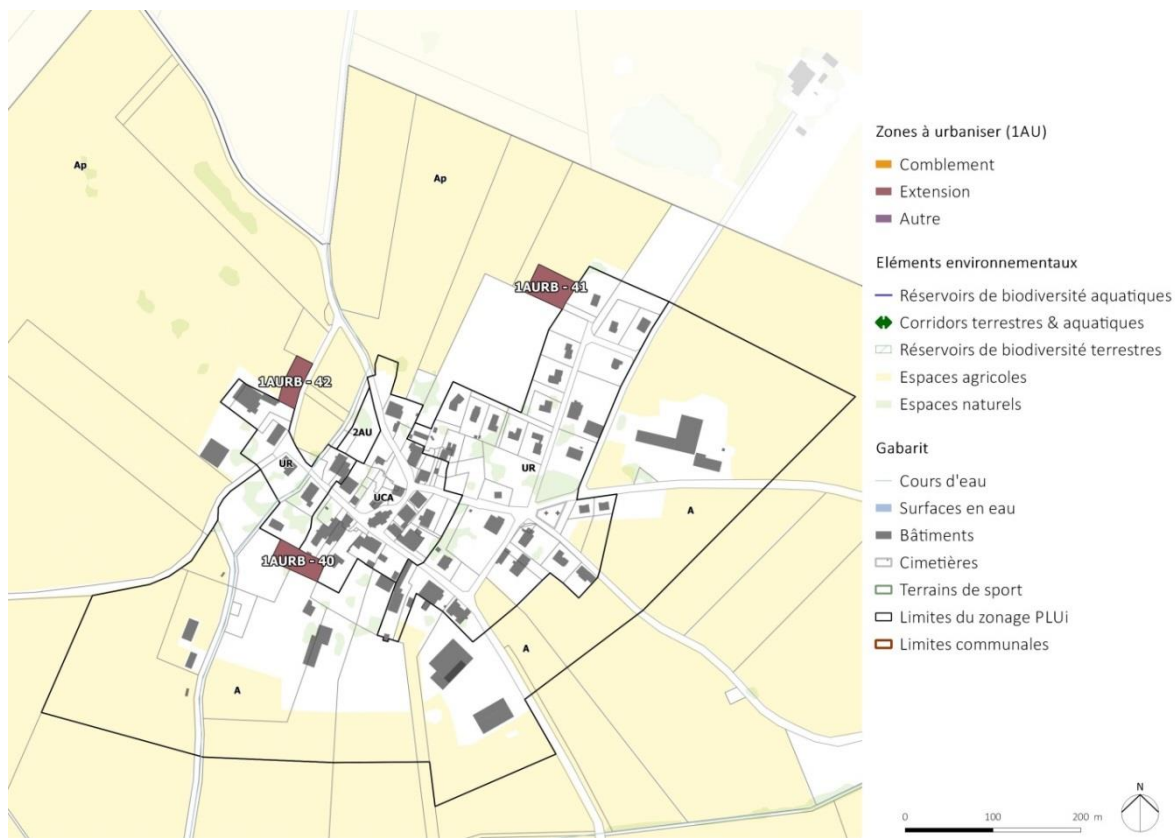 Ap
Ap
1AURB - 41
1AURB - 42
2AU
UR
UCA
UR
A
1AURB - 40
A
A
Zones à urbaniser (1AU)
Comblement
Extension
Autre
Eléments environnementaux
Réservoirs de biodiversité aquatiques
Corridors terrestres & aquatiques
Réservoirs de biodiversité terrestres
Espaces agricoles
Espaces naturels
Gabarit
Cours d'eau
Surfaces en eau
Bâtiments
Cimetières
Terrains de sport
Limites du zonage PLUi
Limites communales
0 100 200 m
N